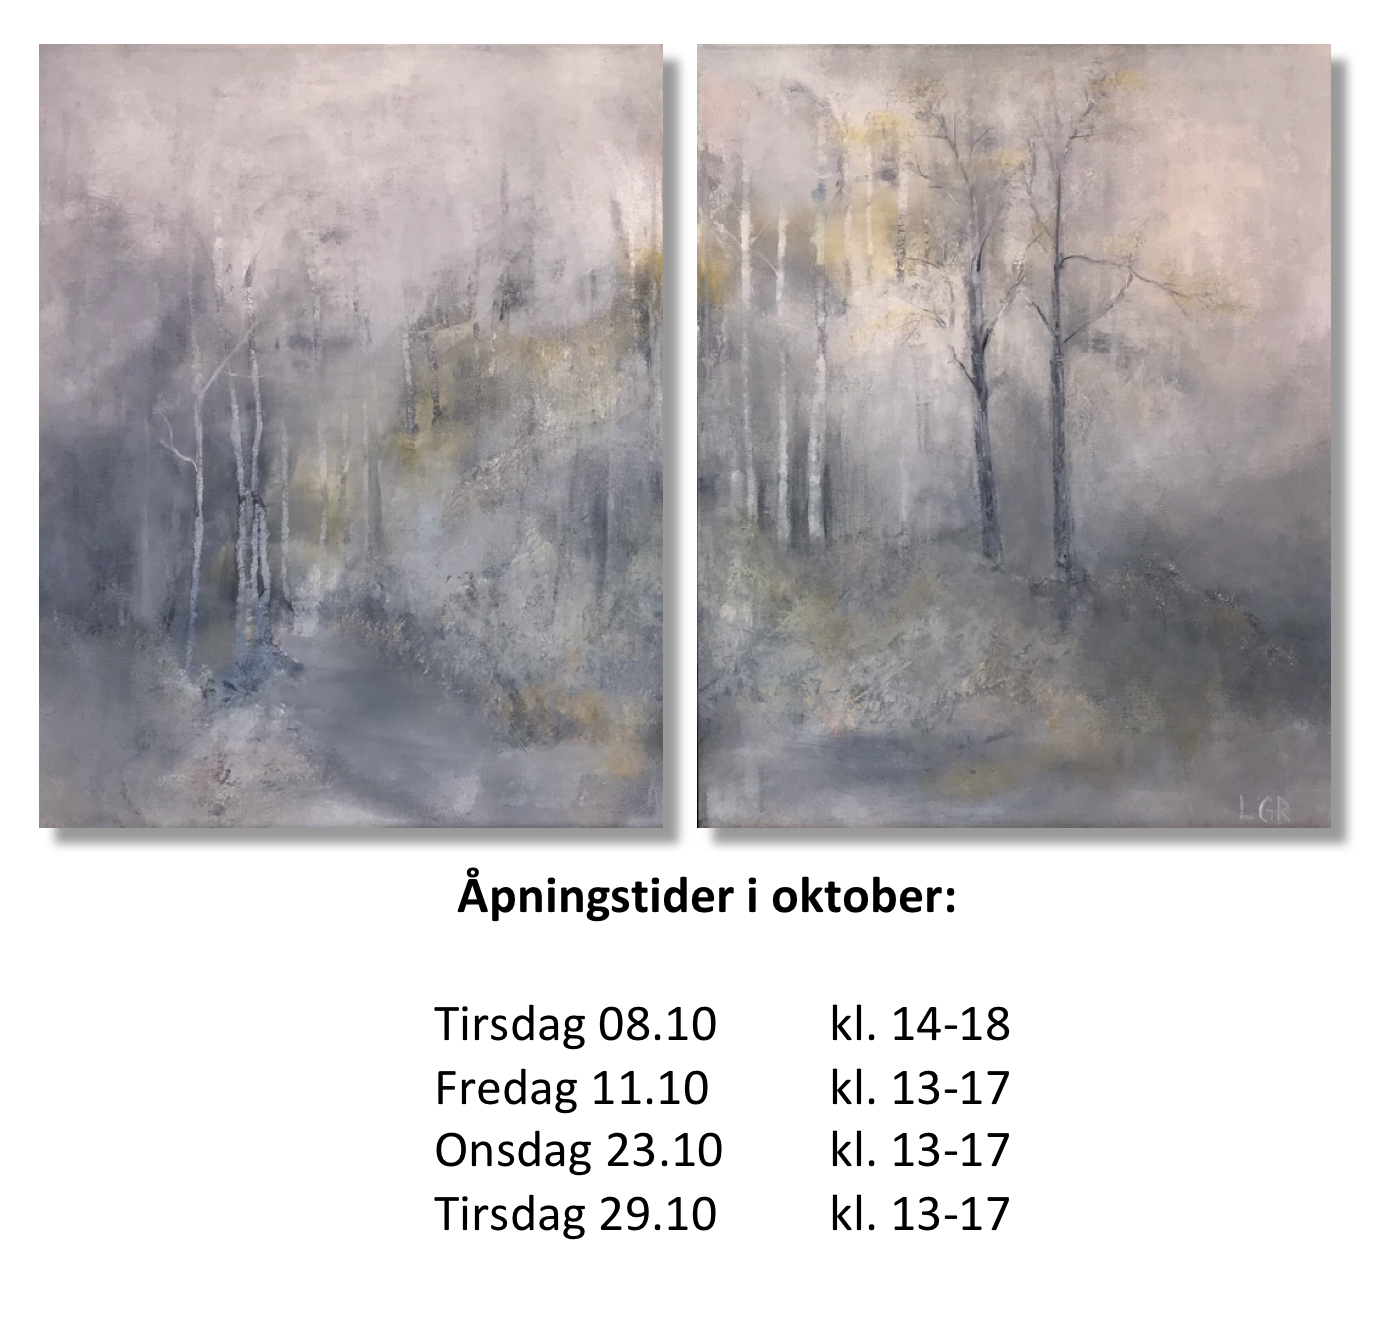 LGR
Åpningstider i oktober:
Tirsdag 08.10 kl. 14-18
Fredag 11.10 kl. 13-17
Onsdag 23.10 kl. 13-17
Tirsdag 29.10 kl. 13-17